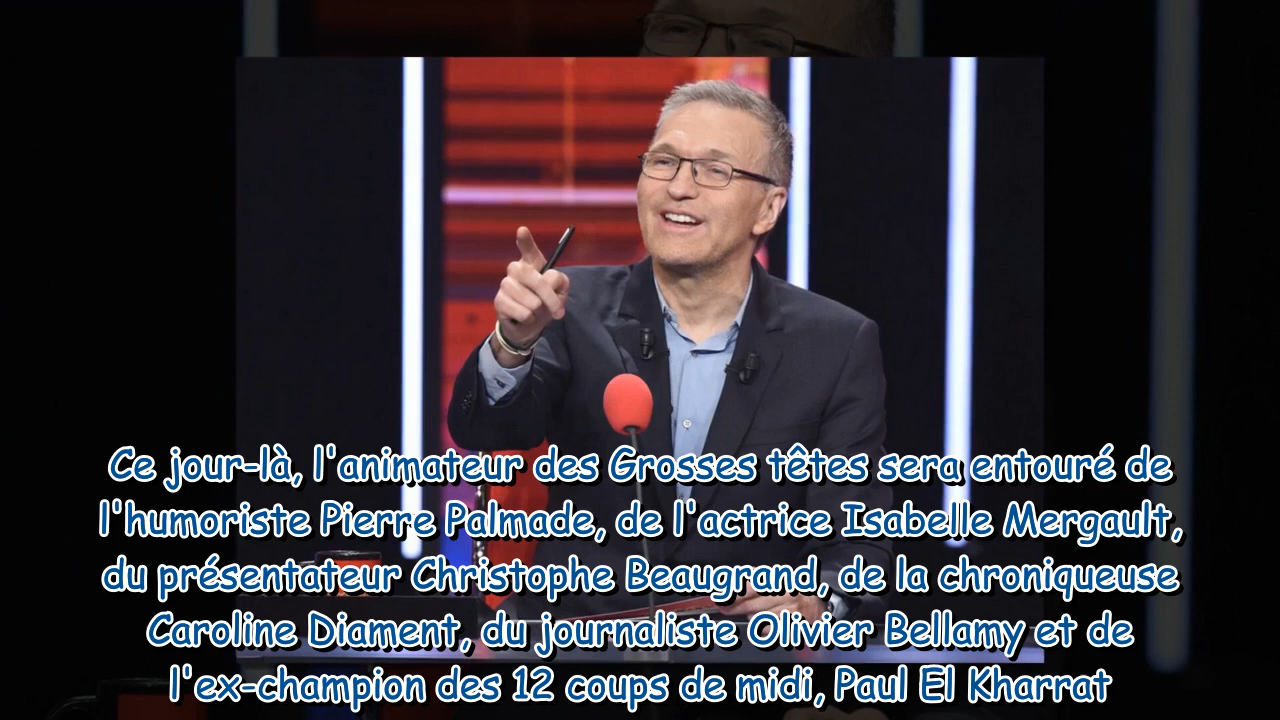 Ce jour-là, l'animateur des Grosses têtes sera entouré de
l'humoriste Pierre Palmade, de l'actrice Isabelle Mergault,
du présentateur Christophe Beaugrand, de la chroniqueuse
Caroline Diament, du journaliste Olivier Bellamy et de
l'ex-champion des 12 coups de midi, Paul El Kharrat